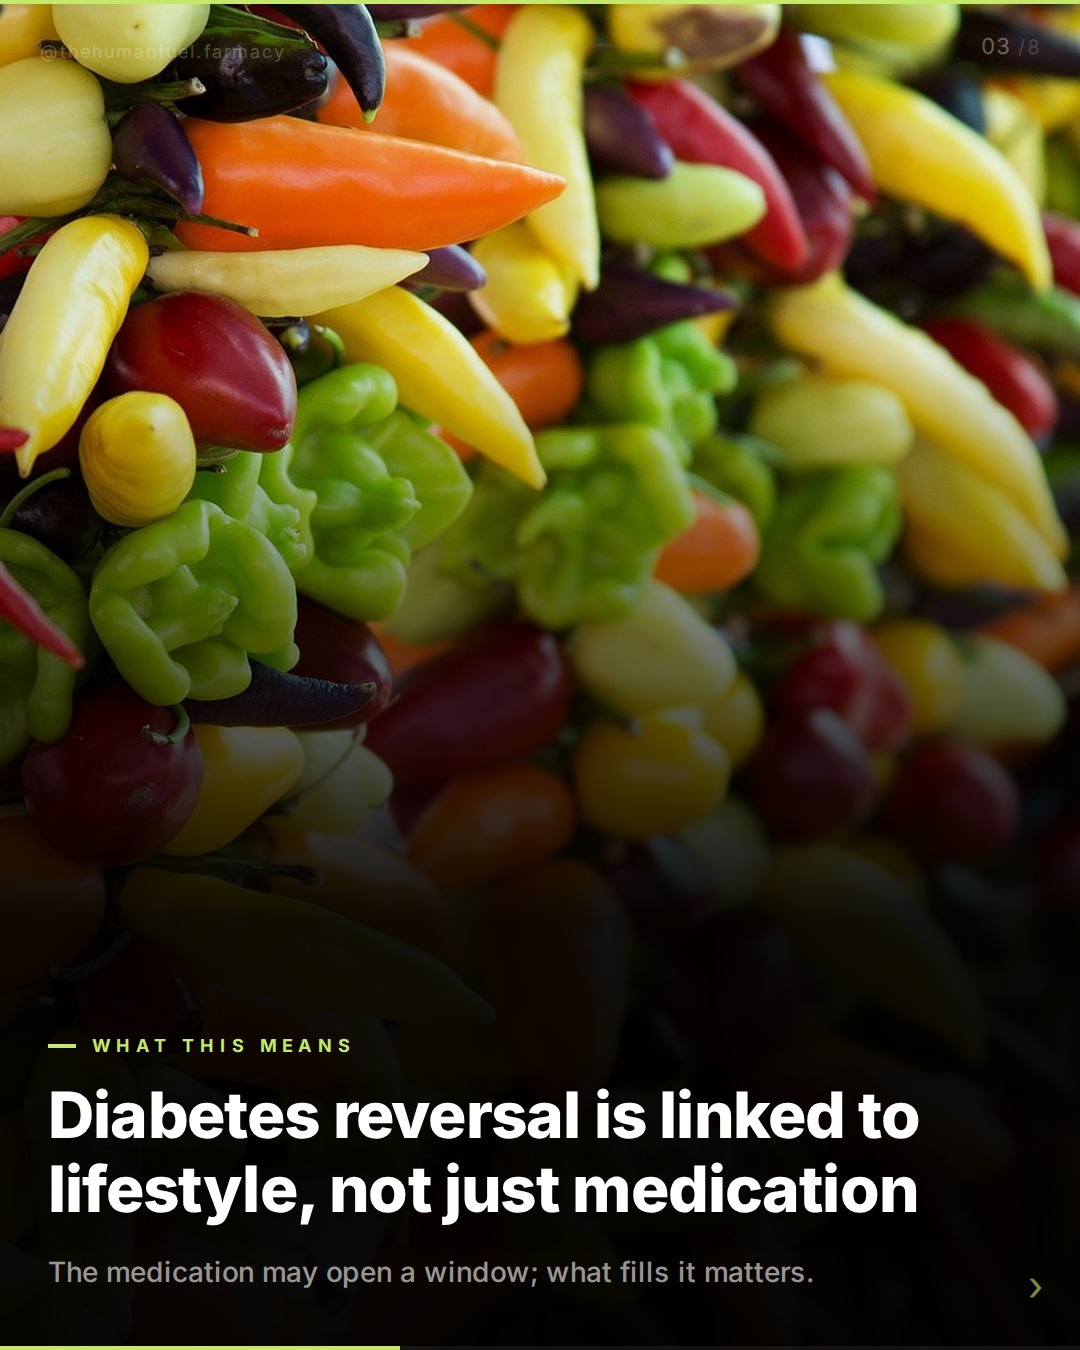 @thehumanfuel.farmacy
03 /8
WHAT THIS MEANS
Diabetes reversal is linked to
lifestyle, not just medication
The medication may open a window; what fills it matters.
›